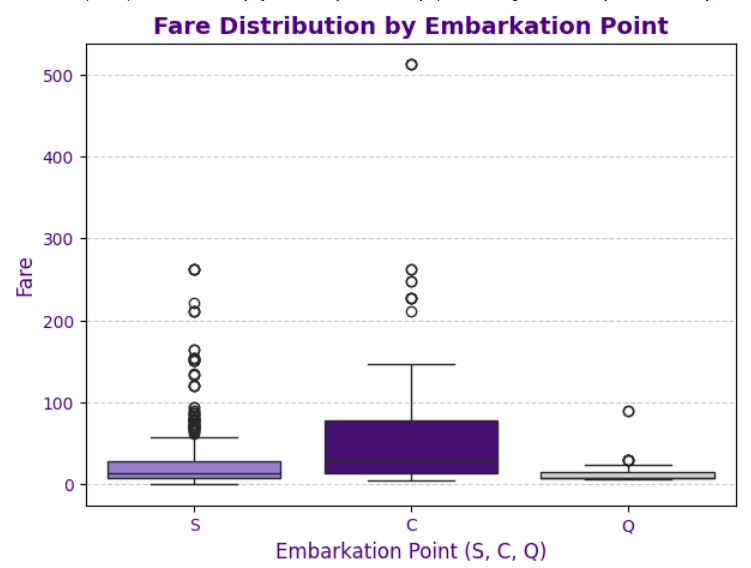 Fare Distribution by Embarkation Point
500
400
300
200
100
0
Fare
S C Q
Embarkation Point (S, C, Q)